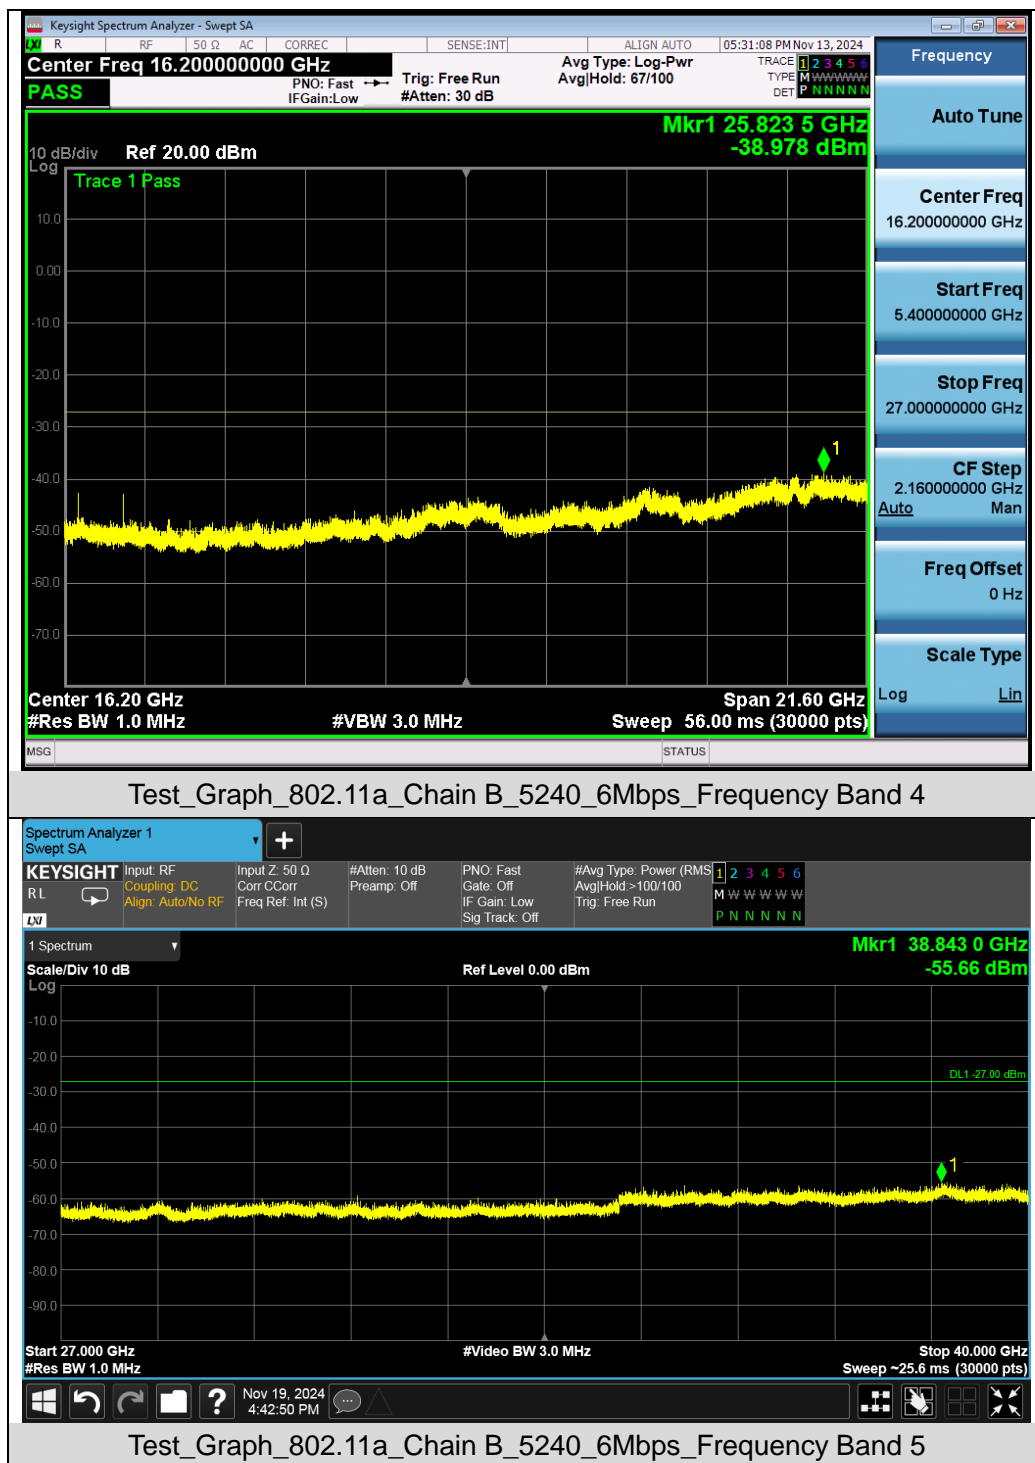 Keysight Spectrum Analyzer - Swept SA
LXI R RF 50 Ω AC CORREC SENSE:INT ALIGN AUTO 05:31:08 PM Nov 13, 2024
Center Freq 16.200000000 GHz
PASS
PNO: Fast
IFGain:Low
Trig: Free Run
#Atten: 30 dB
Avg Type: Log-Pwr
Avg|Hold: 67/100
TRACE 1 2 3 4 5 6
TYPE M W W W W W
DET P N N N N N
Mkr1 25.823 5 GHz
-38.978 dBm
10 dB/div Ref 20.00 dBm
Log
Trace 1 Pass
10.0
0.00
-10.0
-20.0
-30.0
-40.0
-50.0
-60.0
-70.0
1
Center 16.20 GHz Span 21.60 GHz
#Res BW 1.0 MHz #VBW 3.0 MHz Sweep 56.00 ms (30000 pts)
MSG STATUS
Frequency
Auto Tune
Center Freq
16.200000000 GHz
Start Freq
5.400000000 GHz
Stop Freq
27.000000000 GHz
CF Step
2.160000000 GHz
Auto Man
Freq Offset
0 Hz
Scale Type
Log Lin
Test_Graph_802.11a_Chain B_5240_6Mbps_Frequency Band 4
Spectrum Analyzer 1
Swept SA
+
KEYSIGHT
RL
LXI
Input: RF
Coupling: DC
Align: Auto/No RF
Input Z: 50 Ω
Corr CCorr
Freq Ref: Int (S)
#Atten: 10 dB
Preamp: Off
PNO: Fast
Gate: Off
IF Gain: Low
Sig Track: Off
#Avg Type: Power (RMS
Avg|Hold:>100/100
Trig: Free Run
1 2 3 4 5 6
M W W W W W
P N N N N N
1 Spectrum
Mkr1 38.843 0 GHz
-55.66 dBm
Scale/Div 10 dB Ref Level 0.00 dBm
Log
-10.0
-20.0
-30.0
-40.0
-50.0
-60.0
-70.0
-80.0
-90.0
DL1 -27.00 dBm
1
Start 27.000 GHz #Video BW 3.0 MHz Stop 40.000 GHz
#Res BW 1.0 MHz Sweep ~25.6 ms (30000 pts)
?
Nov 19, 2024
4:42:50 PM
Test_Graph_802.11a_Chain B_5240_6Mbps_Frequency Band 5